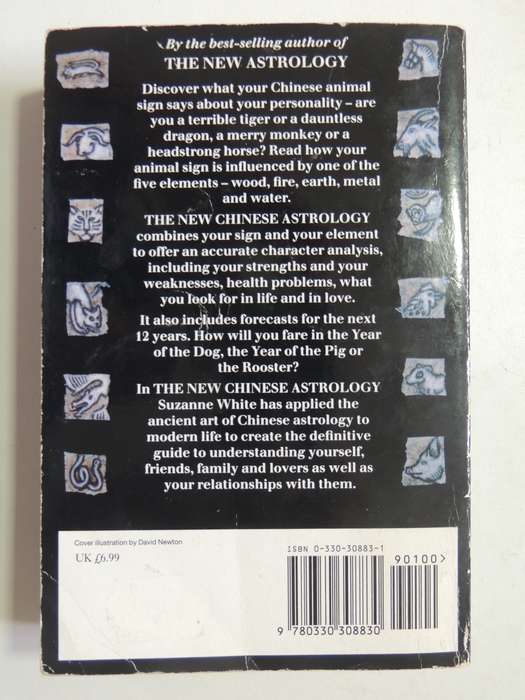 By the best-selling author of
THE NEW ASTROLOGY
Discover what your Chinese animal
sign says about your personality – are
you a terrible tiger or a dauntless
dragon, a merry monkey or a
headstrong horse? Read how your
animal sign is influenced by one of the
five elements – wood, fire, earth, metal
and water.
THE NEW CHINESE ASTROLOGY
combines your sign and your element
to offer an accurate character analysis,
including your strengths and your
weaknesses, health problems, what
you look for in life and in love.
It also includes forecasts for the next
12 years. How will you fare in the Year
of the Dog, the Year of the Pig or
the Rooster?
In THE NEW CHINESE ASTROLOGY
Suzanne White has applied the
ancient art of Chinese astrology to
modern life to create the definitive
guide to understanding yourself,
friends, family and lovers as well as
your relationships with them.
Cover illustration by David Newton
UK £6.99
ISBN 0-330-30883-1
90100>
9 780330 308830